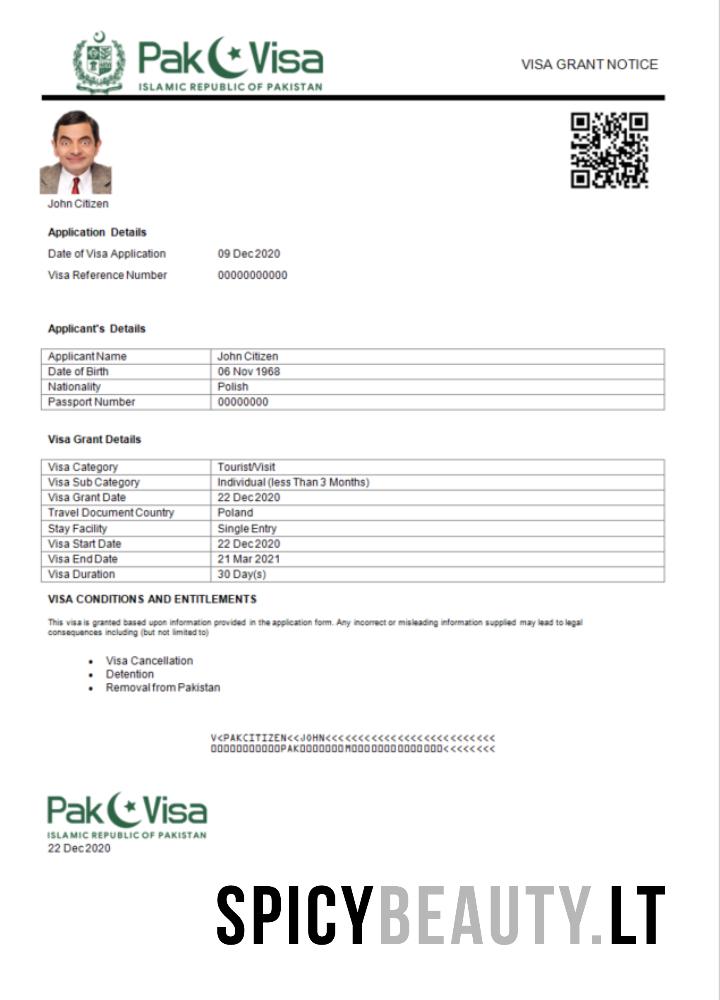 Pak Visa
ISLAMIC REPUBLIC OF PAKISTAN
VISA GRANT NOTICE
John Citizen
Application Details
Date of Visa Application 09 Dec 2020
Visa Reference Number 00000000000
Applicant's Details
Applicant Name John Citizen
Date of Birth 06 Nov 1968
Nationality Polish
Passport Number 00000000
Visa Grant Details
Visa Category Tourist/Visit
Visa Sub Category Individual (less Than 3 Months)
Visa Grant Date 22 Dec 2020
Travel Document Country Poland
Stay Facility Single Entry
Visa Start Date 22 Dec 2020
Visa End Date 21 Mar 2021
Visa Duration 30 Day(s)
VISA CONDITIONS AND ENTITLEMENTS
This visa is granted based upon information provided in the application form. Any incorrect or misleading information supplied may lead to legal
consequences including (but not limited to)
• Visa Cancellation
• Detention
• Removal from Pakistan
V<PAKCITIZEN<<JOHN<<<<<<<<<<<<<<<<<<<<<<<<<<
00000000000PAK0000000M00000000000000<<<<<<<<
Pak Visa
ISLAMIC REPUBLIC OF PAKISTAN
22 Dec 2020
SPICYBEAUTY.LT